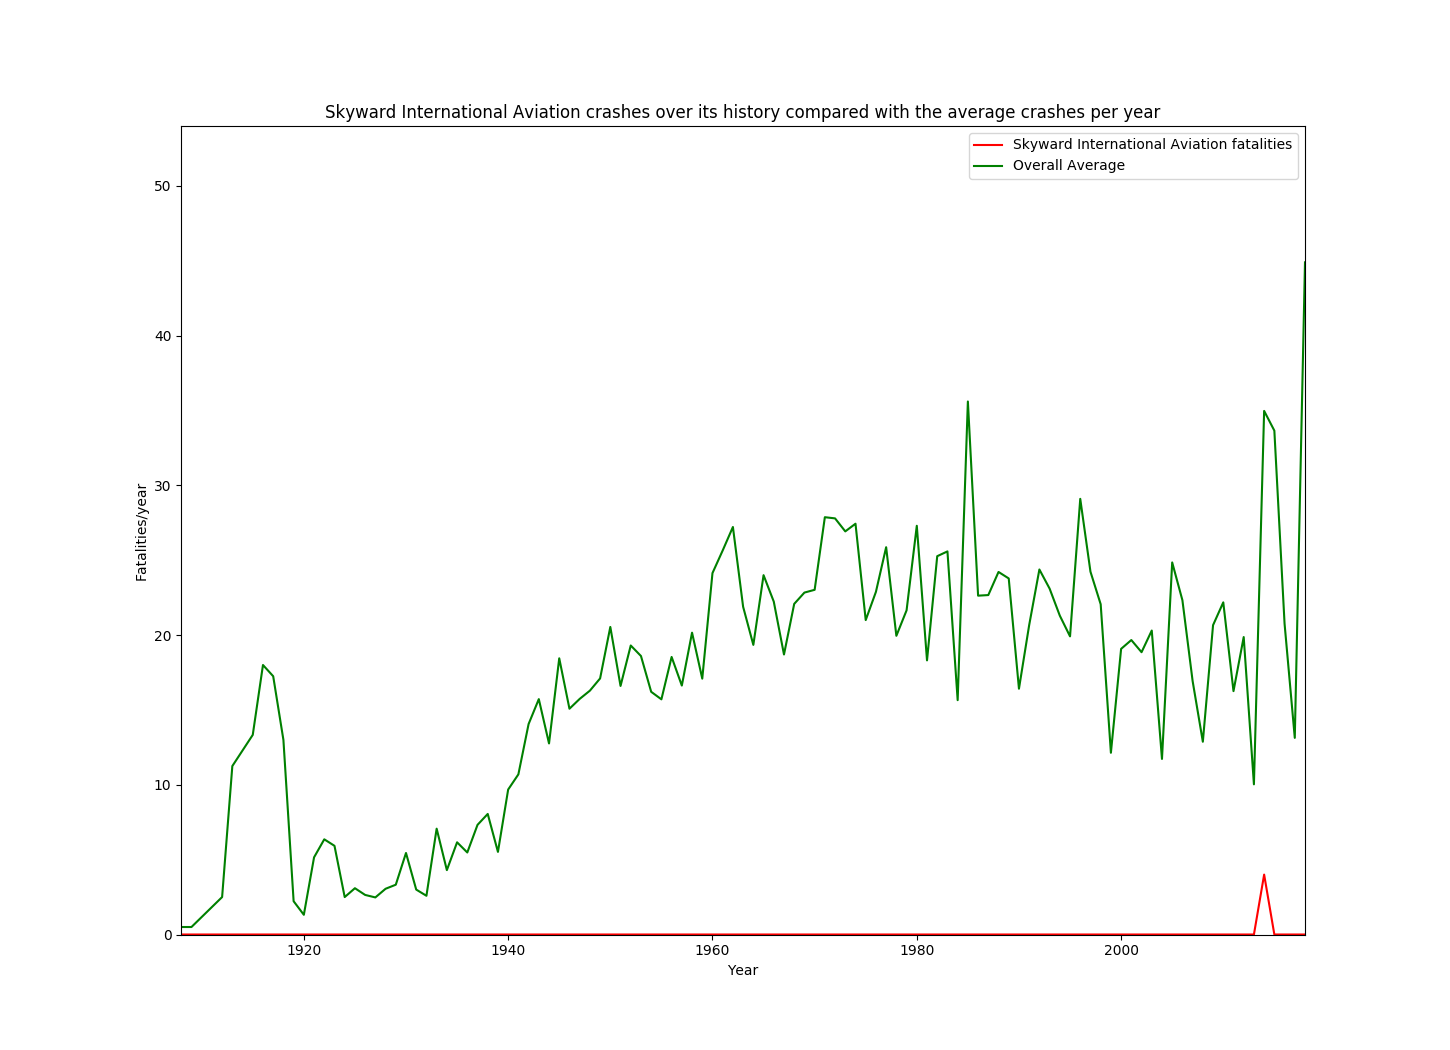 Skyward International Aviation crashes over its history compared with the average crashes per year
Skyward International Aviation fatalities
Overall Average
50
40
30
20
10
0
Fatalities/year
1920 1940 1960 1980 2000
Year